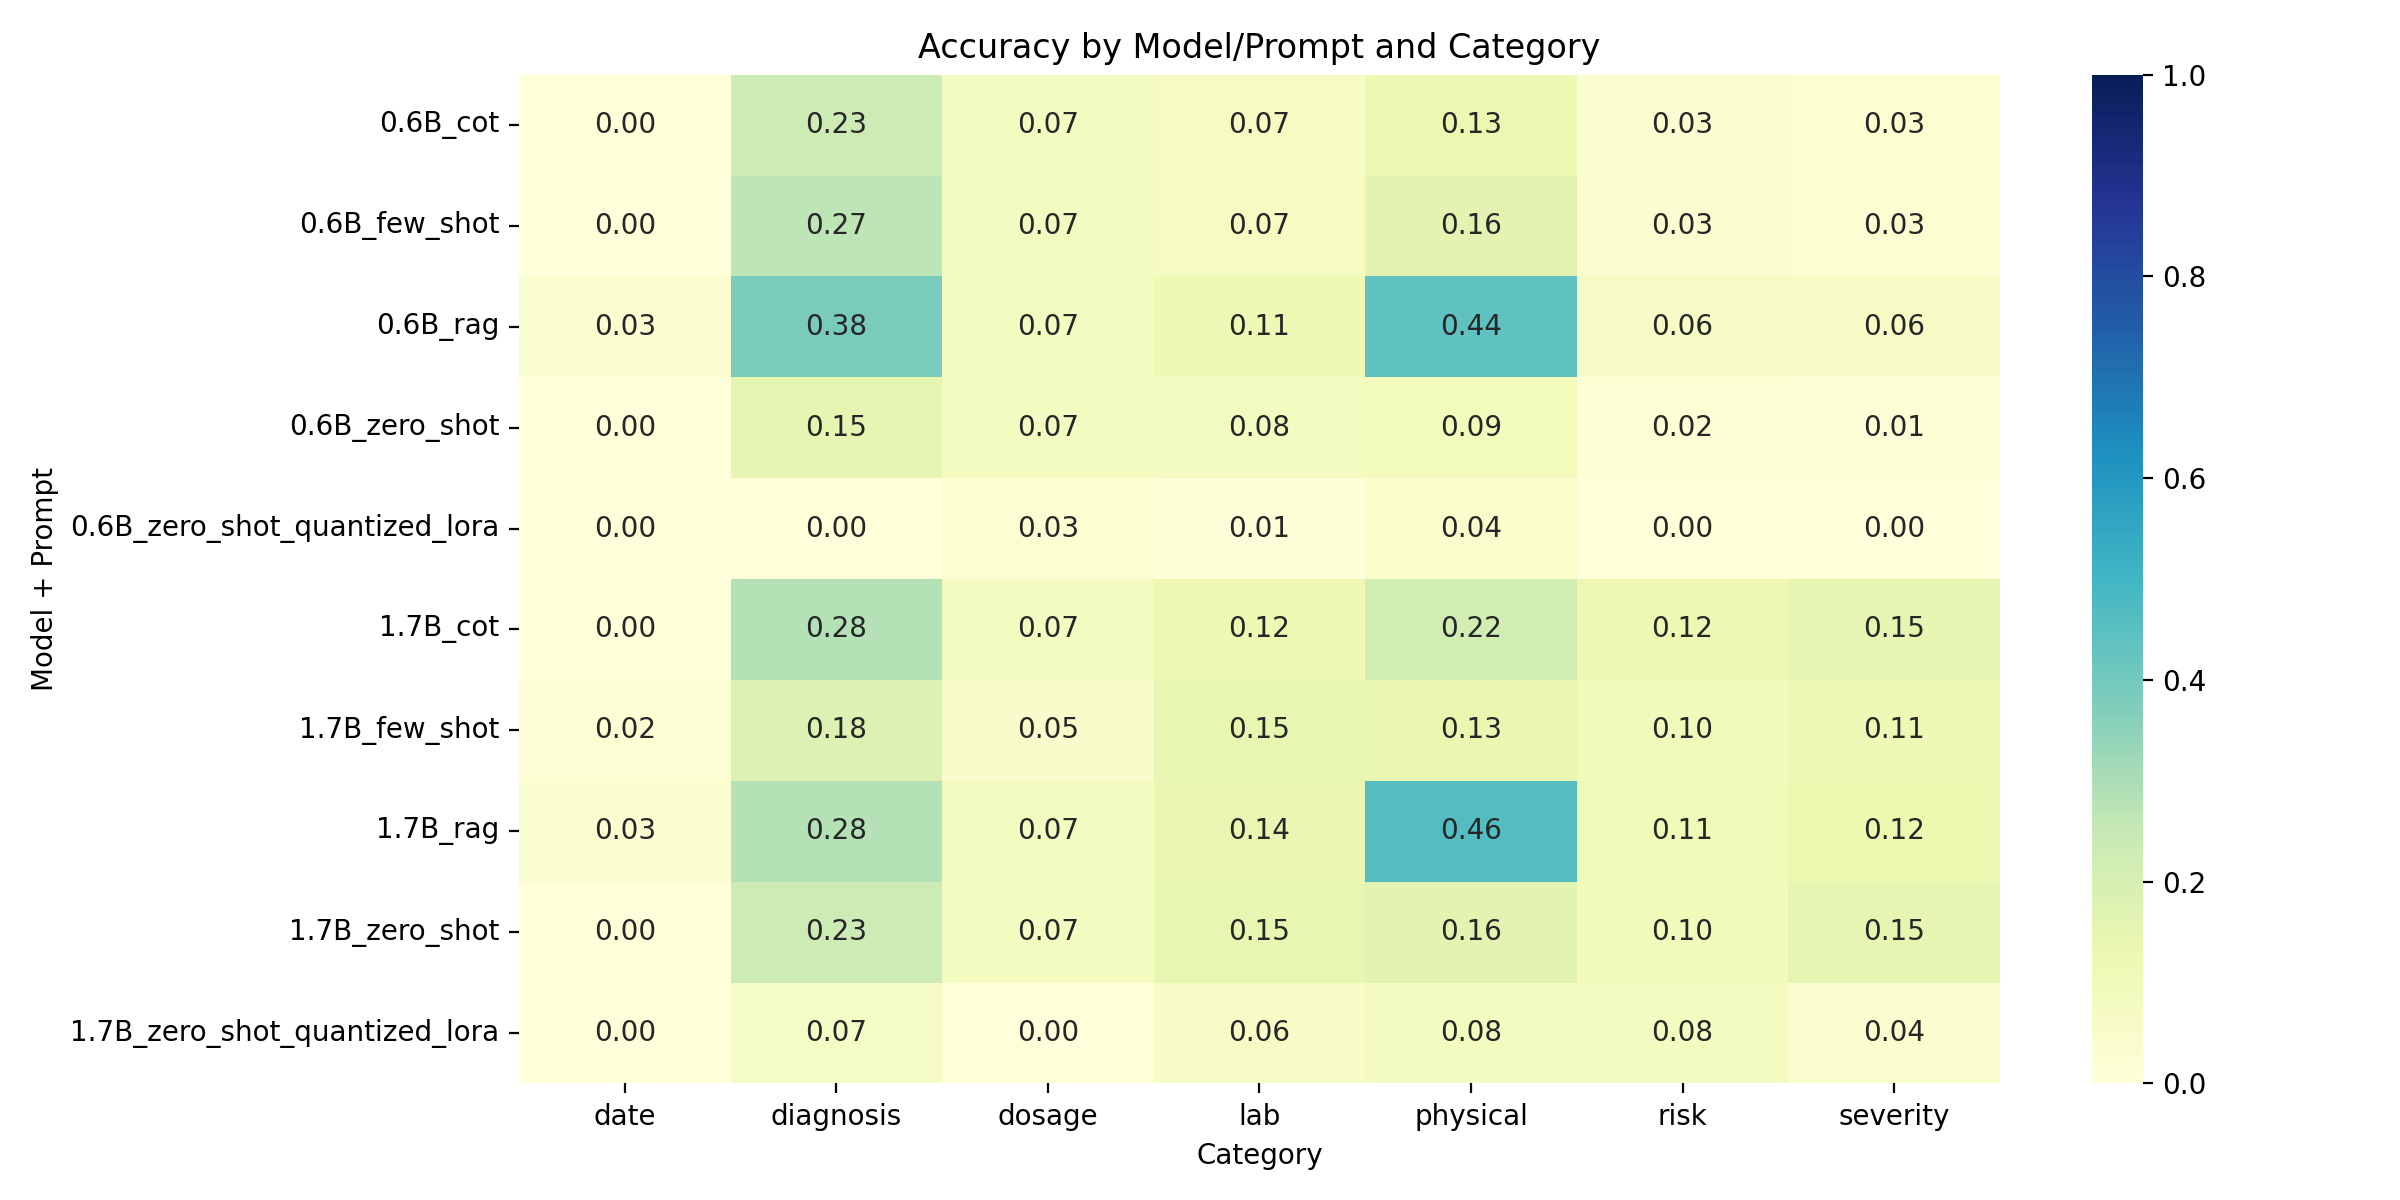 Accuracy by Model/Prompt and Category
Model + Prompt
0.6B_cot 0.00 0.23 0.07 0.07 0.13 0.03 0.03
0.6B_few_shot 0.00 0.27 0.07 0.07 0.16 0.03 0.03
0.6B_rag 0.03 0.38 0.07 0.11 0.44 0.06 0.06
0.6B_zero_shot 0.00 0.15 0.07 0.08 0.09 0.02 0.01
0.6B_zero_shot_quantized_lora 0.00 0.00 0.03 0.01 0.04 0.00 0.00
1.7B_cot 0.00 0.28 0.07 0.12 0.22 0.12 0.15
1.7B_few_shot 0.02 0.18 0.05 0.15 0.13 0.10 0.11
1.7B_rag 0.03 0.28 0.07 0.14 0.46 0.11 0.12
1.7B_zero_shot 0.00 0.23 0.07 0.15 0.16 0.10 0.15
1.7B_zero_shot_quantized_lora 0.00 0.07 0.00 0.06 0.08 0.08 0.04
date diagnosis dosage lab physical risk severity
Category
1.0
0.8
0.6
0.4
0.2
0.0